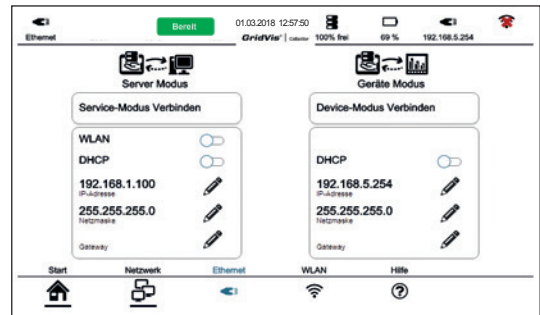 Bereit 01.03.2018 12:57:50
Ethernet GridVis® | Collector 100% frei 69 % 192.168.5.254
Server Modus Geräte Modus
Service-Modus Verbinden Device-Modus Verbinden
WLAN
DHCP DHCP
192.168.1.100 192.168.5.254
IP-Adresse IP-Adresse
255.255.255.0 255.255.255.0
Netzmaske Netzmaske
Gateway Gateway
Start Netzwerk Ethernet WLAN Hilfe